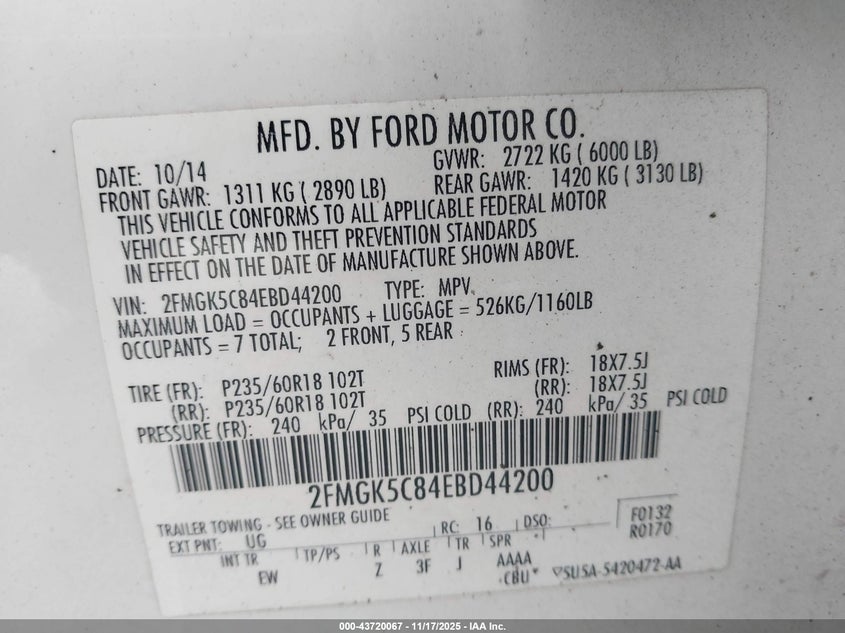 MFD. BY FORD MOTOR CO.
DATE: 10/14 GVWR: 2722 KG ( 6000 LB)
FRONT GAWR: 1311 KG ( 2890 LB) REAR GAWR: 1420 KG ( 3130 LB)
THIS VEHICLE CONFORMS TO ALL APPLICABLE FEDERAL MOTOR
VEHICLE SAFETY AND THEFT PREVENTION STANDARDS
IN EFFECT ON THE DATE OF MANUFACTURE SHOWN ABOVE.
VIN: 2FMGK5C84EBD44200 TYPE: MPV
MAXIMUM LOAD = OCCUPANTS + LUGGAGE = 526KG/1160LB
OCCUPANTS = 7 TOTAL; 2 FRONT, 5 REAR
TIRE (FR): P235/60R18 102T RIMS (FR): 18X7.5J
(RR): P235/60R18 102T (RR): 18X7.5J
PRESSURE (FR): 240 kPa/ 35 PSI COLD (RR): 240 kPa/ 35 PSI COLD
2FMGK5C84EBD44200
TRAILER TOWING - SEE OWNER GUIDE
EXT PNT: UG RC: 16 DSO: F0132
R0170
INT TR TP/PS R AXLE TR SPR
EW Z 3F J AAAA
CBU* ▽SU5A-5420472-AA
000-43720067 - 11/17/2025 - IAA Inc.